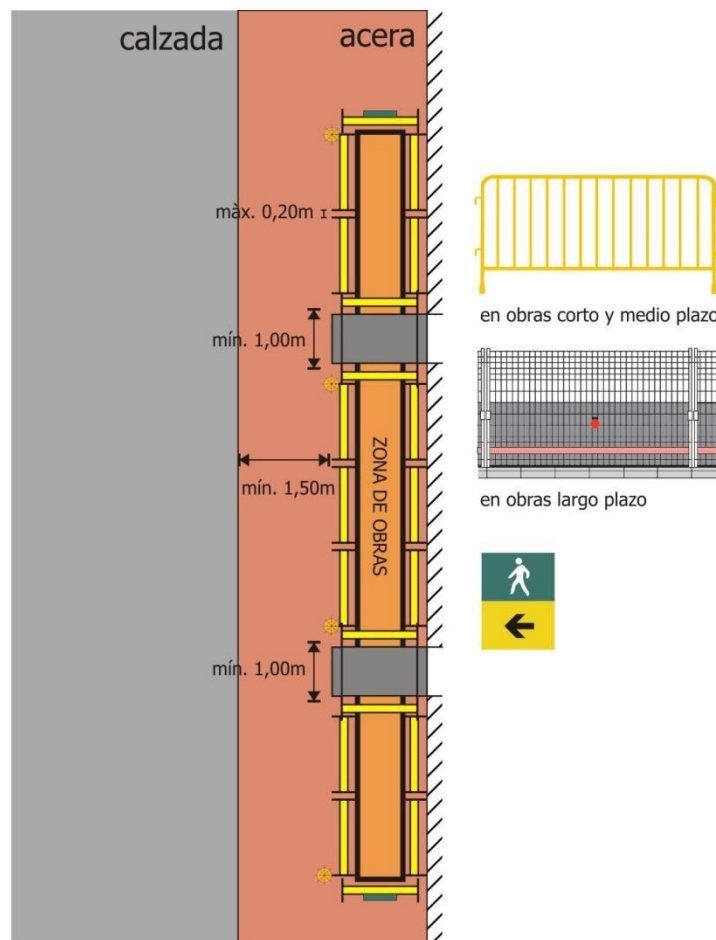 calzada
acera
màx. 0,20m
mín. 1,00m
mín. 1,50m
ZONA DE OBRAS
mín. 1,00m
en obras corto y medio plazo
en obras largo plazo